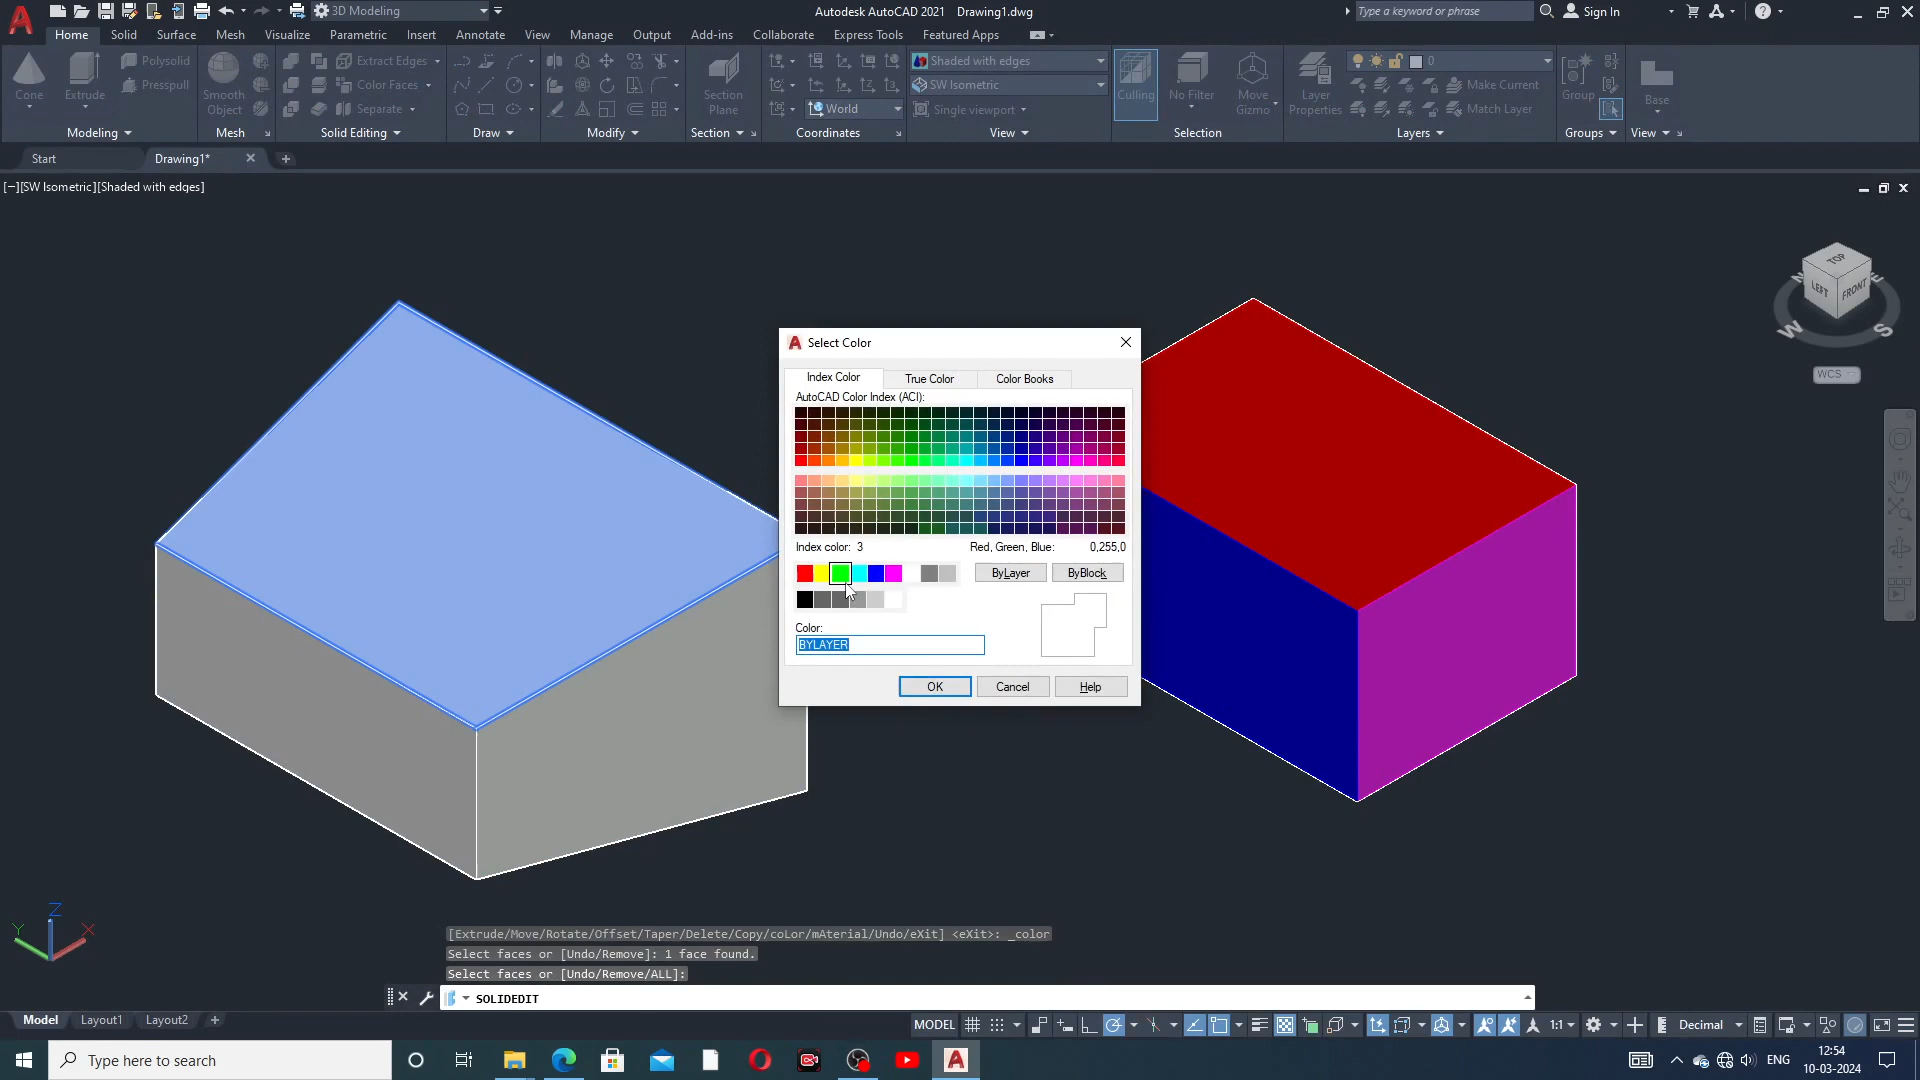 3D Modeling
Autodesk AutoCAD 2021 Drawing1.dwg
Type a keyword or phrase
Sign In
Home Solid Surface Mesh Visualize Parametric Insert Annotate View Manage Output Add-ins Collaborate Express Tools Featured Apps
Cone
Extrude
Polysolid
Presspull
Smooth Object
Extract Edges
Color Faces
Separate
Section Plane
World
Shaded with edges
SW Isometric
Single viewport
Culling
No Filter
Move Gizmo
Layer Properties
0
Make Current
Match Layer
Group
Base
Modeling Mesh Solid Editing Draw Modify Section Coordinates View Selection Layers Groups View
Start
Drawing1*
[−][SW Isometric][Shaded with edges]
TOP
LEFT
FRONT
N
E
W
S
WCS
Select Color
Index Color
True Color
Color Books
AutoCAD Color Index (ACI):
Index color: 3
Red, Green, Blue: 0,255,0
ByLayer
ByBlock
Color:
BYLAYER
OK
Cancel
Help
Z
Y
X
[Extrude/Move/Rotate/Offset/Taper/Delete/Copy/coLor/mAterial/Undo/eXit] <eXit>: _color
Select faces or [Undo/Remove]: 1 face found.
Select faces or [Undo/Remove/ALL]:
SOLIDEDIT
Model
Layout1
Layout2
MODEL
1:1
Decimal
Type here to search
ENG
12:54
10-03-2024